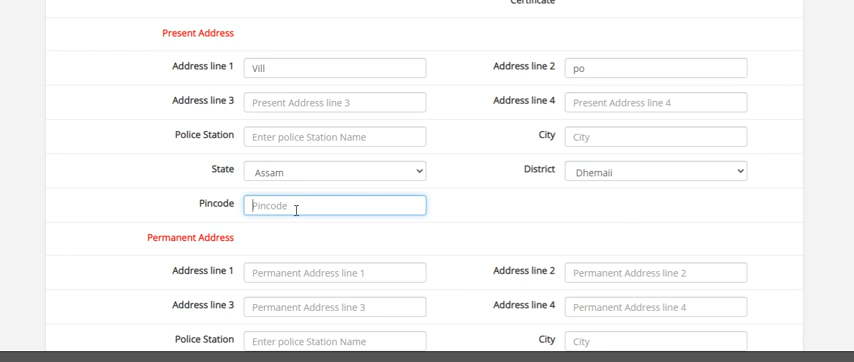 Certificate
Present Address
Address line 1 Vill Address line 2 po
Address line 3 Present Address line 3 Address line 4 Present Address line 4
Police Station Enter police Station Name City City
State Assam District Dhemaji
Pincode Pincode
Permanent Address
Address line 1 Permanent Address line 1 Address line 2 Permanent Address line 2
Address line 3 Permanent Address line 3 Address line 4 Permanent Address line 4
Police Station Enter police Station Name City City